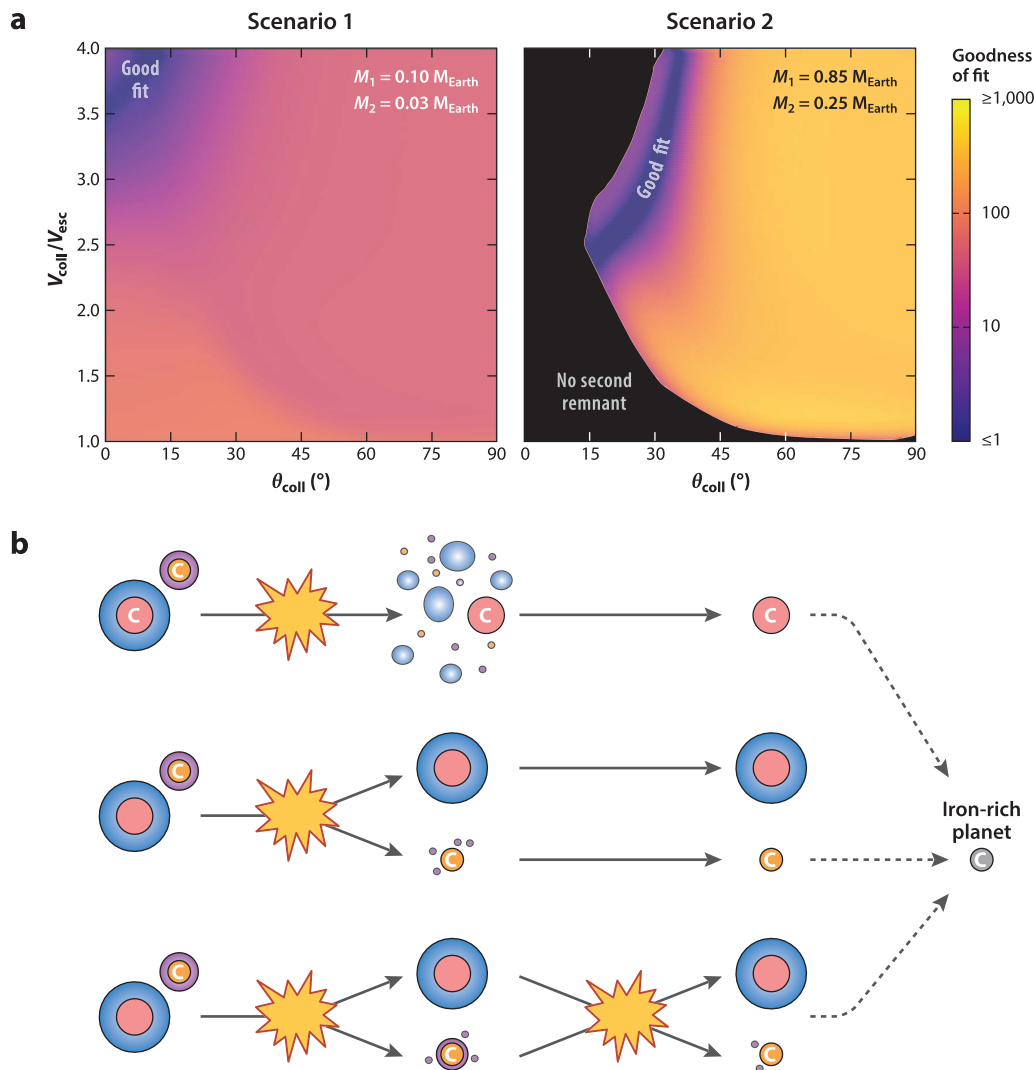 a
Scenario 1
Scenario 2
Good
fit
M1 = 0.10 MEarth
M2 = 0.03 MEarth
4.0
3.5
3.0
2.5
2.0
1.5
1.0
Vcoll/Vesc
0
15
30
45
60
75
90
θcoll (°)
M1 = 0.85 MEarth
M2 = 0.25 MEarth
Good fit
No second
remnant
0
15
30
45
60
75
90
θcoll (°)
Goodness
of fit
≥1,000
100
10
≤1
b
C
C
C
C
C
C
C
Iron-rich
planet
C
C
C
C